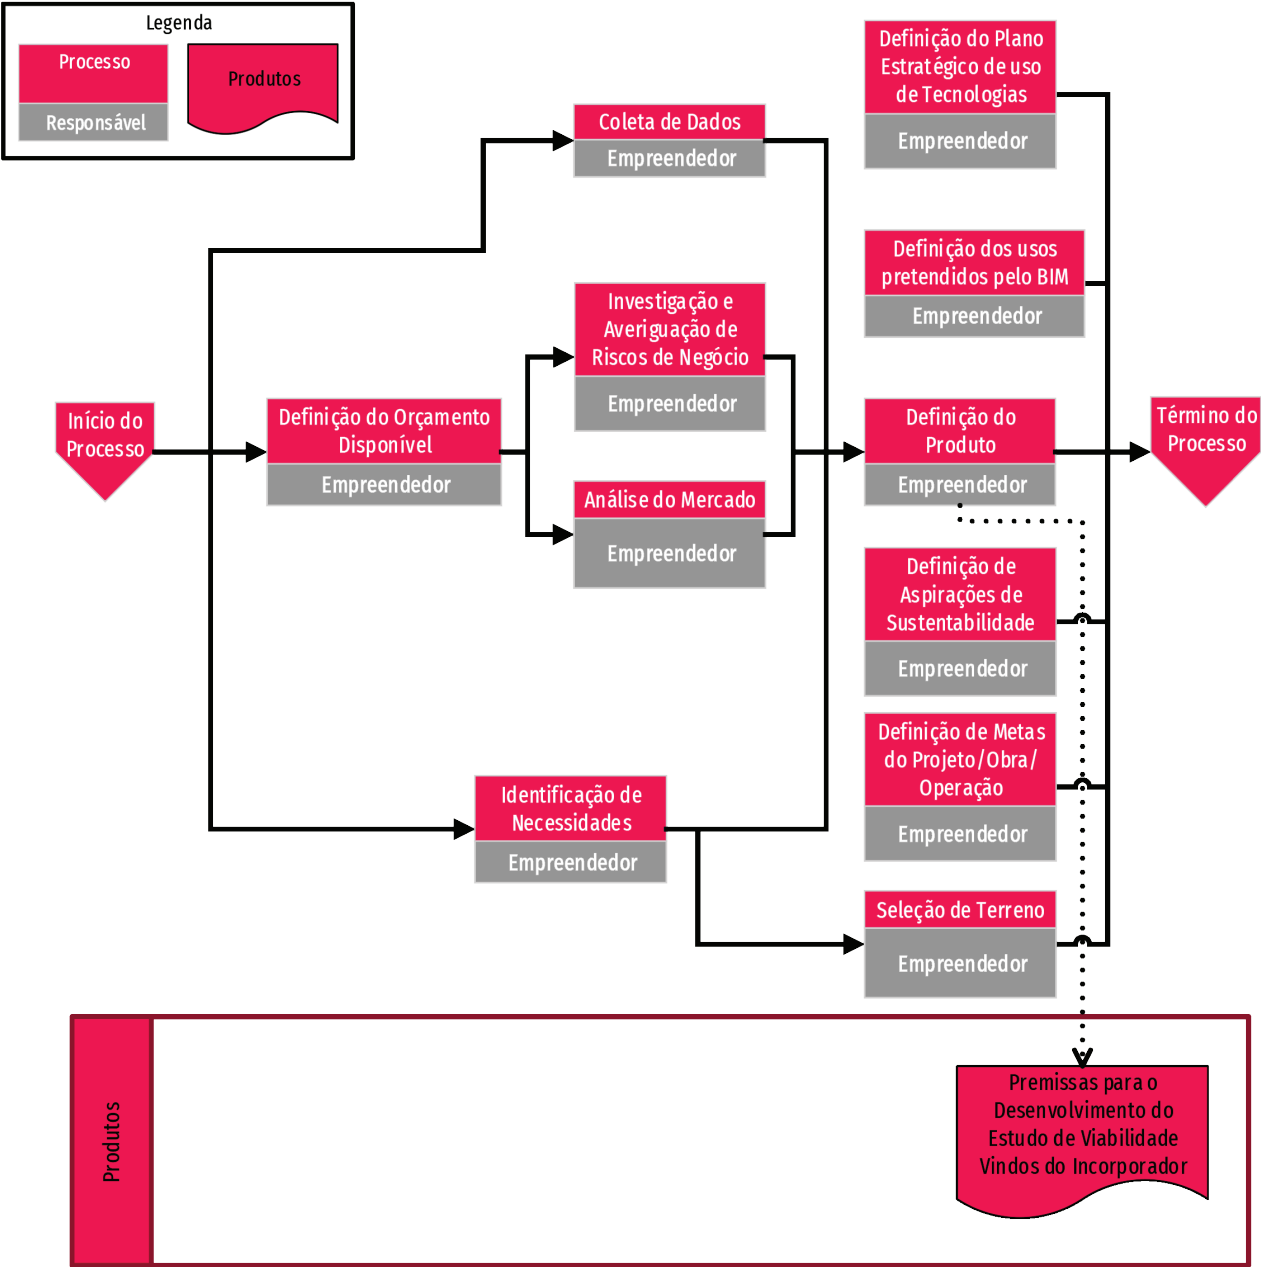 Legenda
Processo
Responsável
Produtos
Início do
Processo
Definição do Orçamento
Disponível
Empreendedor
Coleta de Dados
Empreendedor
Investigação e
Averiguação de
Riscos de Negócio
Empreendedor
Análise do Mercado
Empreendedor
Identificação de
Necessidades
Empreendedor
Definição do Plano
Estratégico de uso
de Tecnologias
Empreendedor
Definição dos usos
pretendidos pelo BIM
Empreendedor
Definição do
Produto
Empreendedor
Definição de
Aspirações de
Sustentabilidade
Empreendedor
Definição de Metas
do Projeto/Obra/
Operação
Empreendedor
Seleção de Terreno
Empreendedor
Término do
Processo
Produtos
Premissas para o
Desenvolvimento do
Estudo de Viabilidade
Vindos do Incorporador